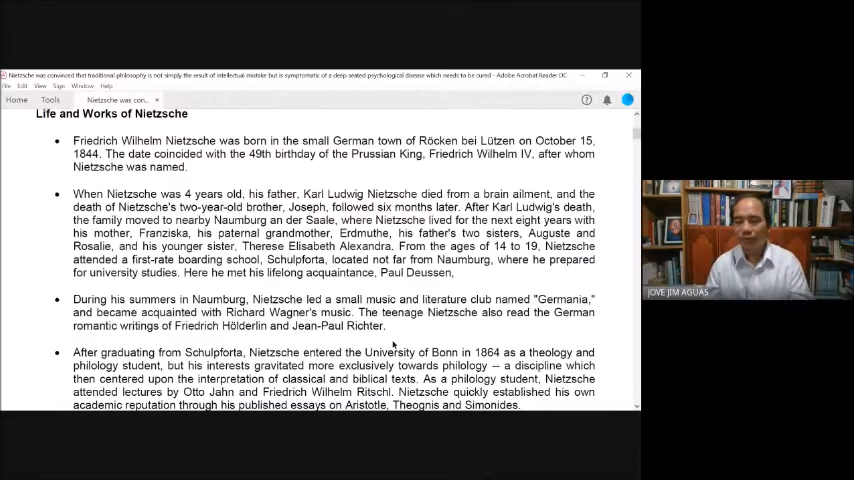 Nietzsche was convinced that traditional philosophy is not simply the result of intellectual mistake but is symptomatic of a deep seated psychological disease which needs to be cured - Adobe Acrobat Reader DC
File Edit View Sign Window Help
Home Tools Nietzsche was con... ×
Life and Works of Nietzsche
• Friedrich Wilhelm Nietzsche was born in the small German town of Röcken bei Lützen on October 15,
1844. The date coincided with the 49th birthday of the Prussian King, Friedrich Wilhelm IV, after whom
Nietzsche was named.
• When Nietzsche was 4 years old, his father, Karl Ludwig Nietzsche died from a brain ailment, and the
death of Nietzsche's two-year-old brother, Joseph, followed six months later. After Karl Ludwig's death,
the family moved to nearby Naumburg an der Saale, where Nietzsche lived for the next eight years with
his mother, Franziska, his paternal grandmother, Erdmuthe, his father's two sisters, Auguste and
Rosalie, and his younger sister, Therese Elisabeth Alexandra. From the ages of 14 to 19, Nietzsche
attended a first-rate boarding school, Schulpforta, located not far from Naumburg, where he prepared
for university studies. Here he met his lifelong acquaintance, Paul Deussen,
• During his summers in Naumburg, Nietzsche led a small music and literature club named "Germania,"
and became acquainted with Richard Wagner's music. The teenage Nietzsche also read the German
romantic writings of Friedrich Hölderlin and Jean-Paul Richter.
• After graduating from Schulpforta, Nietzsche entered the University of Bonn in 1864 as a theology and
philology student, but his interests gravitated more exclusively towards philology -- a discipline which
then centered upon the interpretation of classical and biblical texts. As a philology student, Nietzsche
attended lectures by Otto Jahn and Friedrich Wilhelm Ritschl. Nietzsche quickly established his own
academic reputation through his published essays on Aristotle, Theognis and Simonides.
JOVE JIM AGUAS